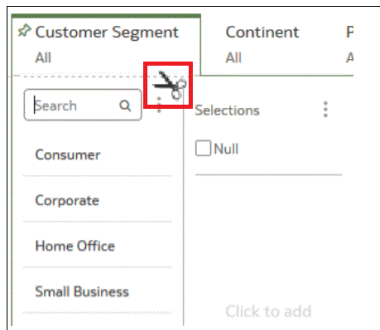 Customer Segment Continent P
All All A
Search
Selections
Null
Consumer
Corporate
Home Office
Small Business
Click to add